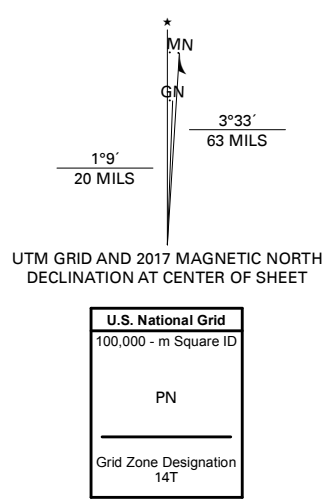 MN
GN
3°33´
63 MILS
1°9´
20 MILS
UTM GRID AND 2017 MAGNETIC NORTH
DECLINATION AT CENTER OF SHEET
U.S. National Grid
100,000 - m Square ID
PN
Grid Zone Designation
14T